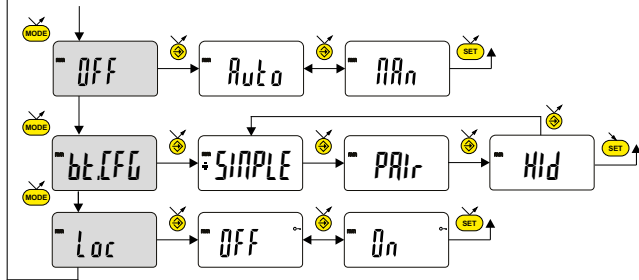 MODE
OFF Auto MAn SET
MODE
bt.CFG SIMPLE PAIr HId SET
MODE
Loc OFF On SET